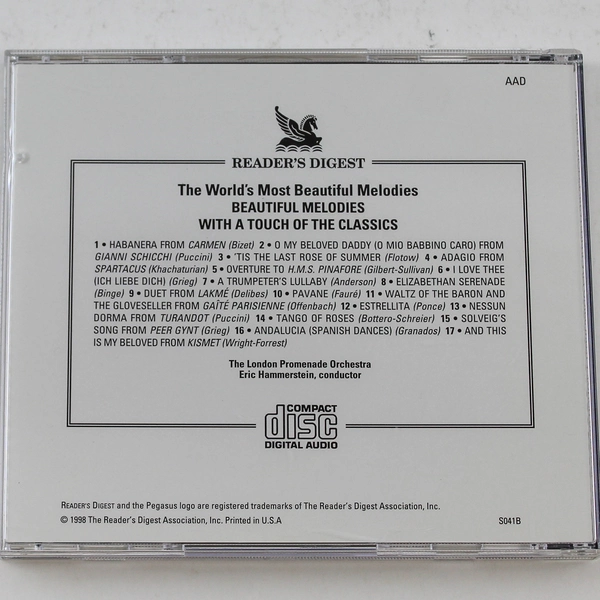 AAD
READER'S DIGEST
The World's Most Beautiful Melodies
BEAUTIFUL MELODIES
WITH A TOUCH OF THE CLASSICS
1 • HABANERA FROM CARMEN (Bizet) 2 • O MY BELOVED DADDY (O MIO BABBINO CARO) FROM
GIANNI SCHICCHI (Puccini) 3 • 'TIS THE LAST ROSE OF SUMMER (Flotow) 4 • ADAGIO FROM
SPARTACUS (Khachaturian) 5 • OVERTURE TO H.M.S. PINAFORE (Gilbert-Sullivan) 6 • I LOVE THEE
(ICH LIEBE DICH) (Grieg) 7 • A TRUMPETER'S LULLABY (Anderson) 8 • ELIZABETHAN SERENADE
(Binge) 9 • DUET FROM LAKMÉ (Delibes) 10 • PAVANE (Fauré) 11 • WALTZ OF THE BARON AND
THE GLOVESELLER FROM GAÎTÉ PARISIENNE (Offenbach) 12 • ESTRELLITA (Ponce) 13 • NESSUN
DORMA FROM TURANDOT (Puccini) 14 • TANGO OF ROSES (Bottero-Schreier) 15 • SOLVEIG'S
SONG FROM PEER GYNT (Grieg) 16 • ANDALUCIA (SPANISH DANCES) (Granados) 17 • AND THIS
IS MY BELOVED FROM KISMET (Wright-Forrest)
The London Promenade Orchestra
Eric Hammerstein, conductor
COMPACT
disc
DIGITAL AUDIO
READER'S DIGEST and the Pegasus logo are registered trademarks of The Reader's Digest Association, Inc.
© 1998 The Reader's Digest Association, Inc. Printed in U.S.A
S041B